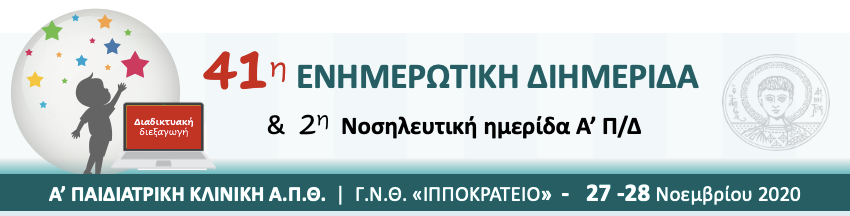 41η ΕΝΗΜΕΡΩΤΙΚΗ ΔΙΗΜΕΡΙΔΑ
& 2η Νοσηλευτική ημερίδα Α’ Π/Δ
Διαδικτυακή
διεξαγωγή
Α’ ΠΑΙΔΙΑΤΡΙΚΗ ΚΛΙΝΙΚΗ Α.Π.Θ. | Γ.Ν.Θ. «ΙΠΠΟΚΡΑΤΕΙΟ» - 27 -28 Νοεμβρίου 2020